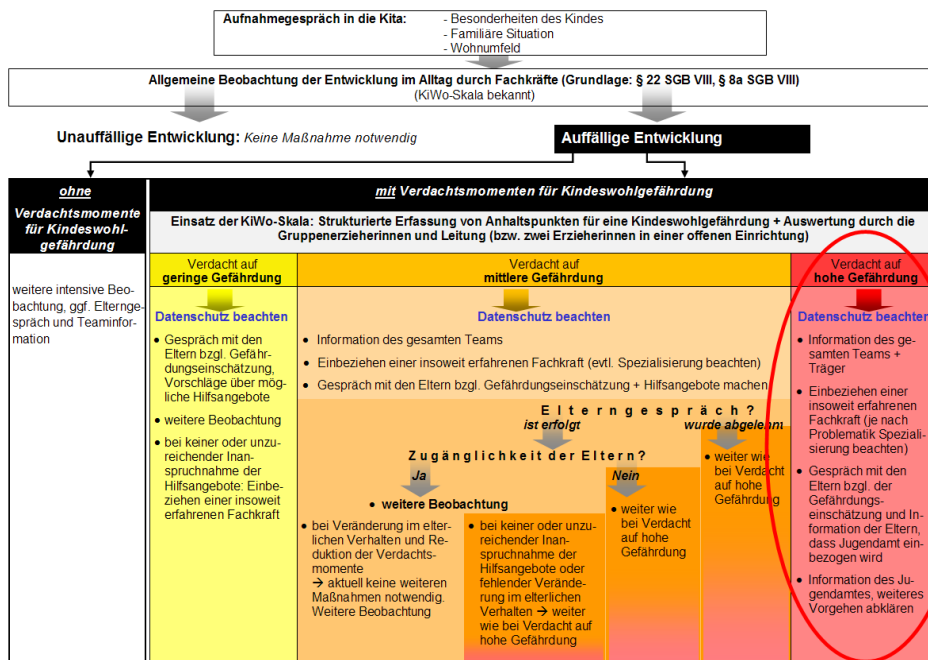 Aufnahmegespräch in die Kita:
- Besonderheiten des Kindes
- Familiäre Situation
- Wohnumfeld
Allgemeine Beobachtung der Entwicklung im Alltag durch Fachkräfte (Grundlage: § 22 SGB VIII, § 8a SGB VIII)
(KiWo-Skala bekannt)
Unauffällige Entwicklung: Keine Maßnahme notwendig
Auffällige Entwicklung
ohne
Verdachtsmomente
für Kindeswohl-
gefährdung
weitere intensive Beo-
bachtung, ggf. Elternge-
spräch und Teaminfor-
mation
mit Verdachtsmomenten für Kindeswohlgefährdung
Einsatz der KiWo-Skala: Strukturierte Erfassung von Anhaltspunkten für eine Kindeswohlgefährdung + Auswertung durch die
Gruppenerzieherinnen und Leitung (bzw. zwei Erzieherinnen in einer offenen Einrichtung)
Verdacht auf
geringe Gefährdung
Datenschutz beachten
• Gespräch mit den
Eltern bzgl. Gefähr-
dungseinschätzung,
Vorschläge über mög-
liche Hilfsangebote
• weitere Beobachtung
• bei keiner oder unzu-
reichender Inan-
spruchnahme der
Hilfsangebote: Einbe-
ziehen einer insoweit
erfahrenen Fachkraft
Verdacht auf
mittlere Gefährdung
Datenschutz beachten
• Information des gesamten Teams
• Einbeziehen einer insoweit erfahrenen Fachkraft (evtl. Spezialisierung beachten)
• Gespräch mit den Eltern bzgl. Gefährdungseinschätzung + Hilfsangebote machen
Elterngespräch?
ist erfolgt
wurde abgelehnt
Zugänglichkeit der Eltern?
Ja
Nein
• weitere Beobachtung
• bei Veränderung im elter-
lichen Verhalten und Re-
duktion der Verdachts-
momente
→ aktuell keine weiteren
Maßnahmen notwendig.
Weitere Beobachtung
• bei keiner oder unzu-
reichender Inan-
spruchnahme der
Hilfsangebote oder
fehlender Verände-
rung im elterlichen
Verhalten → weiter
wie bei Verdacht auf
hohe Gefährdung
• weiter wie
bei Verdacht
auf hohe
Gefährdung
• weiter wie
bei Verdacht
auf hohe
Gefährdung
Verdacht auf
hohe Gefährdung
Datenschutz beachten
• Information des ge-
samten Teams +
Träger
• Einbeziehen einer
insoweit erfahrenen
Fachkraft (je nach
Problematik Speziali-
sierung beachten)
• Gespräch mit den
Eltern bzgl. der
Gefährdungs-
einschätzung und In-
formation der Eltern,
dass Jugendamt ein-
bezogen wird
• Information des Ju-
gendamtes, weiteres
Vorgehen abklären